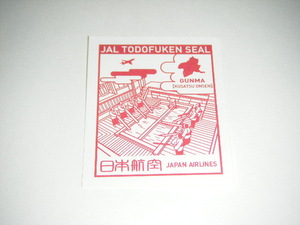 JAL TODOFUKEN SEAL
GUNMA
[KUSATSU ONSEN]
日本航空 JAPAN AIRLINES